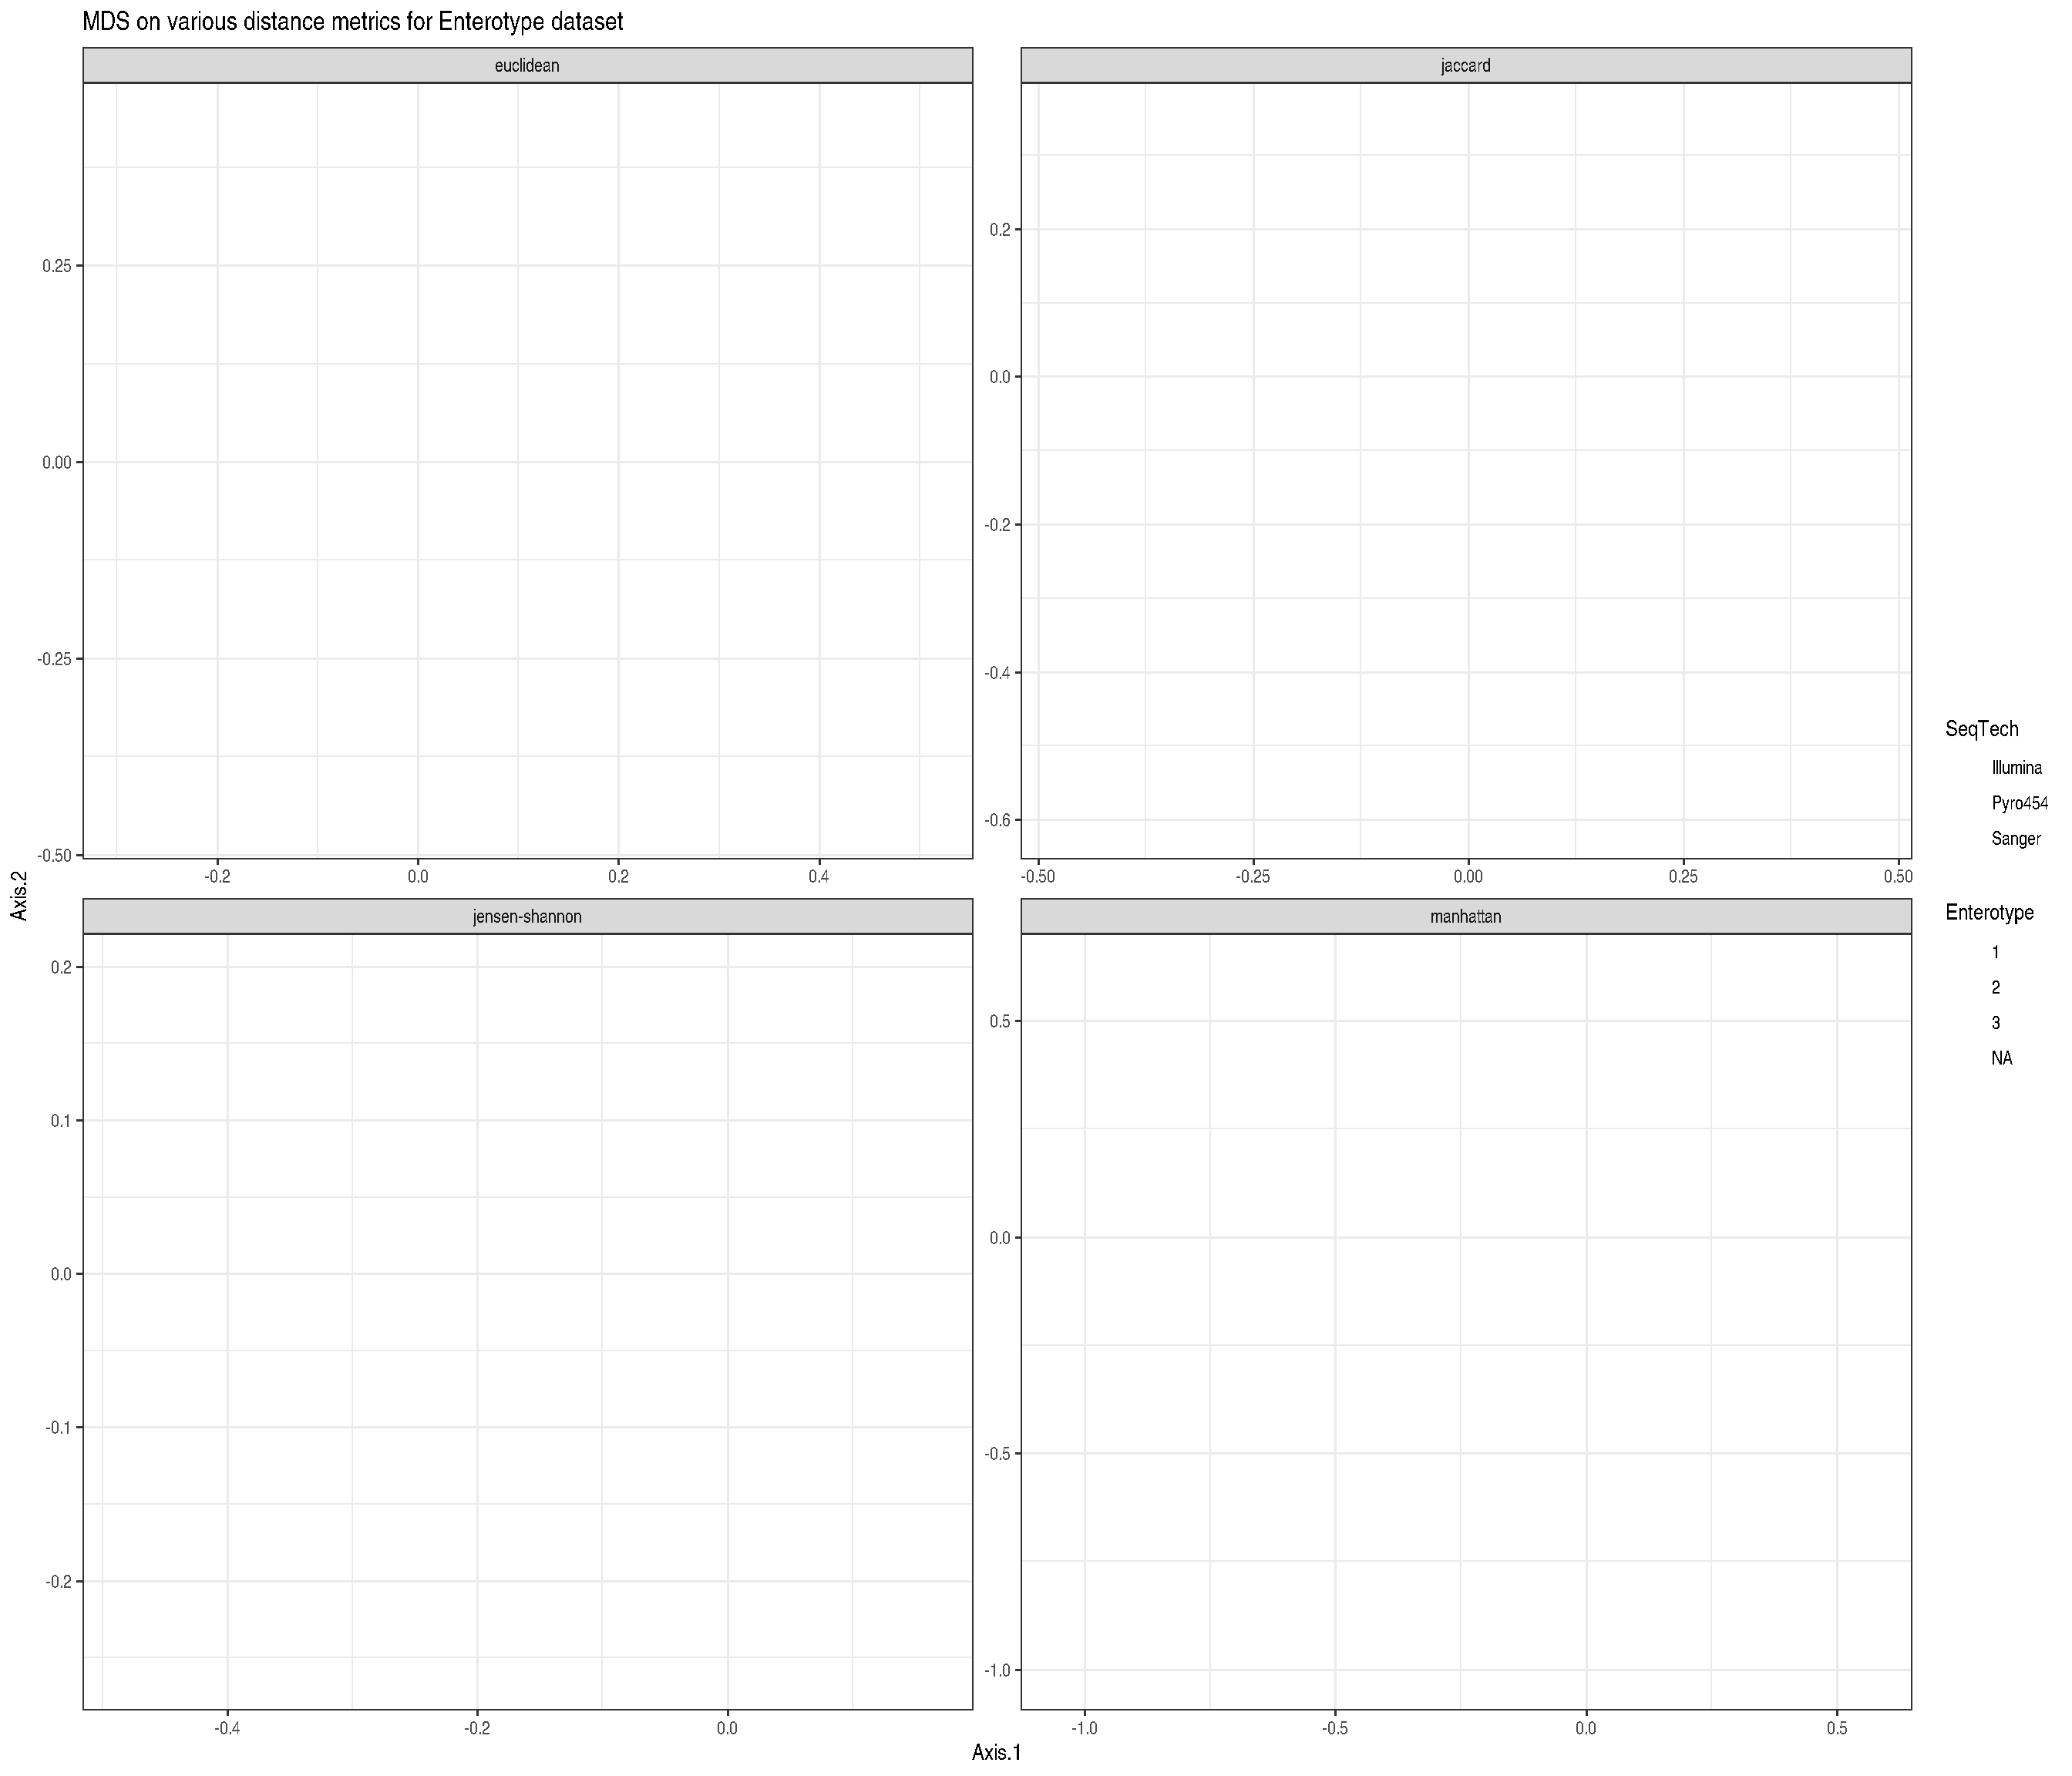 MDS on various distance metrics for Enterotype dataset
euclidean
0.25
0.00
-0.25
-0.50
-0.2 0.0 0.2 0.4
jaccard
0.2
0.0
-0.2
-0.4
-0.6
-0.50 -0.25 0.00 0.25 0.50
jensen-shannon
0.2
0.1
0.0
-0.1
-0.2
-0.4 -0.2 0.0
manhattan
0.5
0.0
-0.5
-1.0
-1.0 -0.5 0.0 0.5
Axis.2
Axis.1
SeqTech
Illumina
Pyro454
Sanger
Enterotype
1
2
3
NA